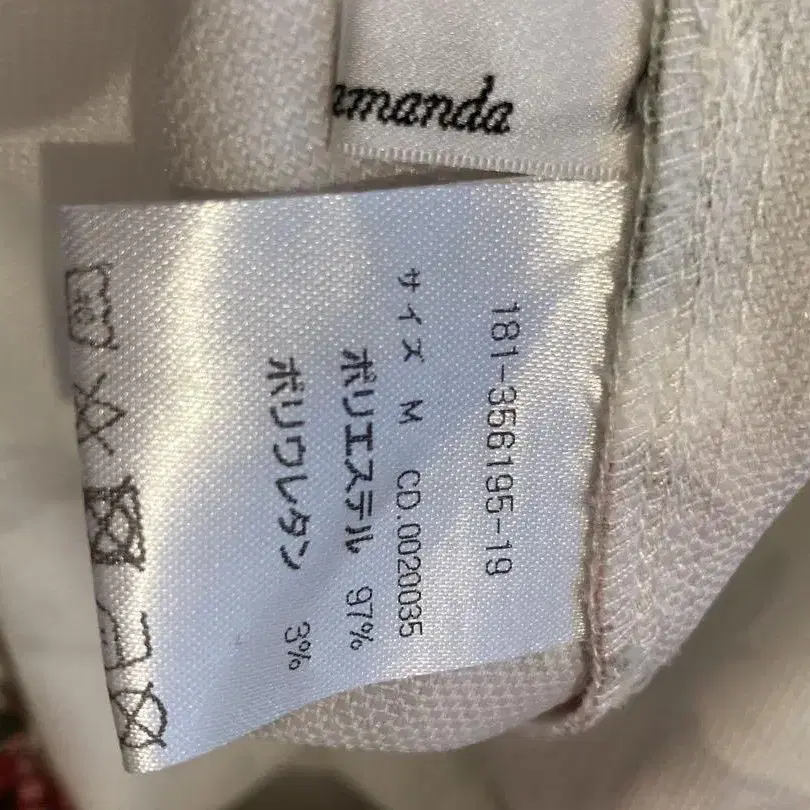 amanda
181-356195-19
サイズ M CD.0020035
ポリエステル 97%
ポリウレタン 3%